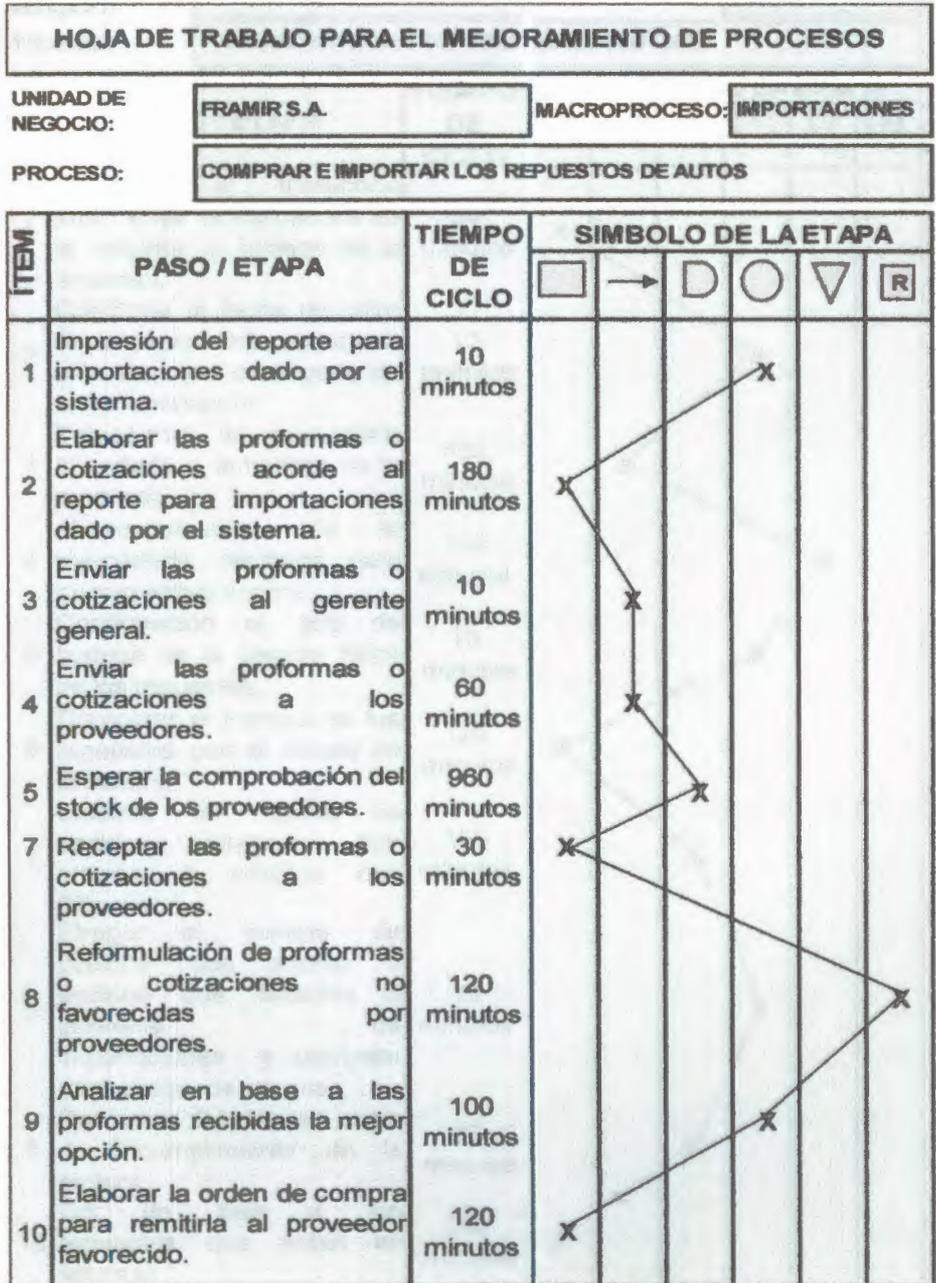 HOJA DE TRABAJO PARA EL MEJORAMIENTO DE PROCESOS
UNIDAD DE
NEGOCIO:
FRAMIR S.A.
MACROPROCESO:
IMPORTACIONES
PROCESO:
COMPRAR E IMPORTAR LOS REPUESTOS DE AUTOS
ITEM.
PASO / ETAPA
TIEMPO
DE
CICLO
SIMBOLO DE LA ETAPA
R
1
Impresión del reporte para
importaciones dado por el
sistema.
10
minutos
X
2
Elaborar las proformas o
cotizaciones acorde al
reporte para importaciones
dado por el sistema.
180
minutos
X
3
Enviar las proformas o
cotizaciones al gerente
general.
10
minutos
X
4
Enviar las proformas o
cotizaciones a los
proveedores.
60
minutos
X
5
Esperar la comprobación del
stock de los proveedores.
960
minutos
X
7
Receptar las proformas o
cotizaciones a los
proveedores.
30
minutos
X
8
Reformulación de proformas
o cotizaciones no
favorecidas por
proveedores.
120
minutos
X
9
Analizar en base a las
proformas recibidas la mejor
opción.
100
minutos
X
10
Elaborar la orden de compra
para remitirla al proveedor
favorecido.
120
minutos
X